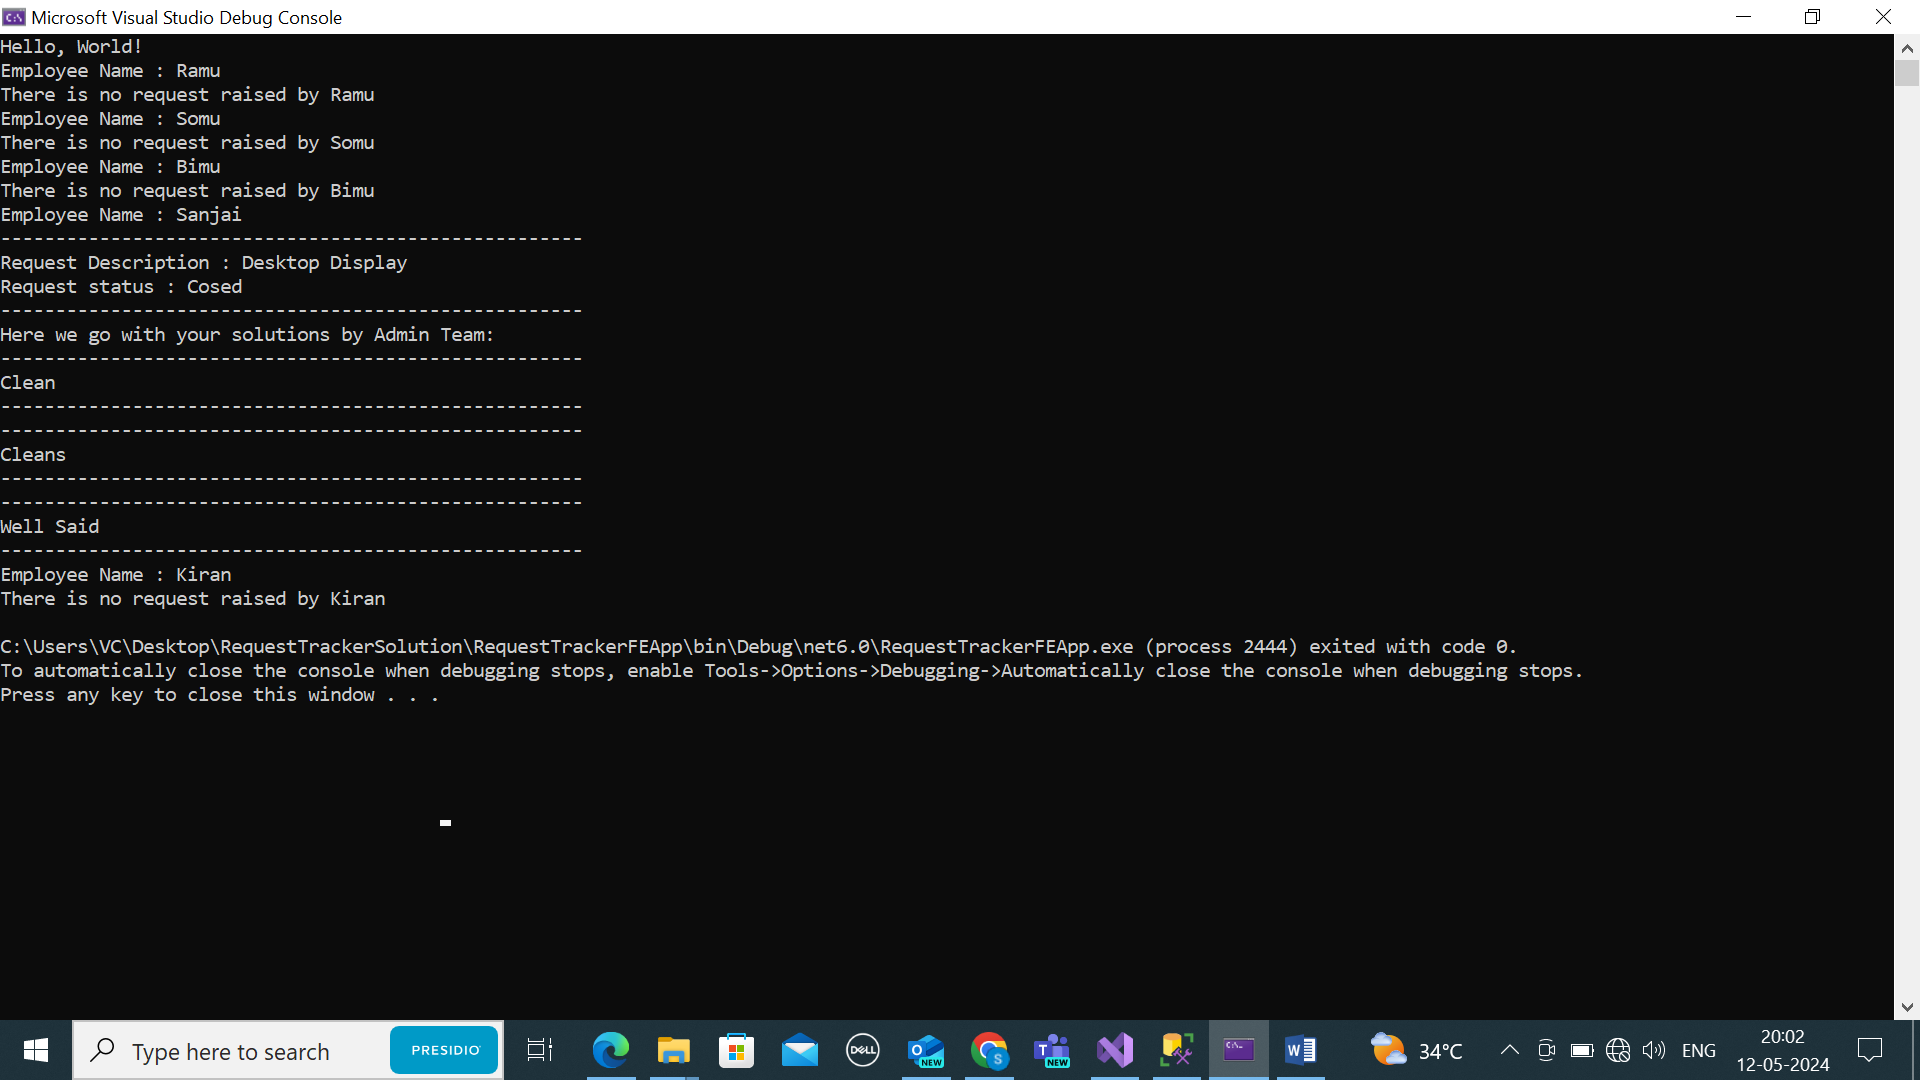 Microsoft Visual Studio Debug Console
Hello, World!
Employee Name : Ramu
There is no request raised by Ramu
Employee Name : Somu
There is no request raised by Somu
Employee Name : Bimu
There is no request raised by Bimu
Employee Name : Sanjai
-----------------------------------------------------
Request Description : Desktop Display
Request status : Cosed
-----------------------------------------------------
Here we go with your solutions by Admin Team:
-----------------------------------------------------
Clean
-----------------------------------------------------
-----------------------------------------------------
Cleans
-----------------------------------------------------
-----------------------------------------------------
Well Said
-----------------------------------------------------
Employee Name : Kiran
There is no request raised by Kiran
C:\Users\VC\Desktop\RequestTrackerSolution\RequestTrackerFEApp\bin\Debug\net6.0\RequestTrackerFEApp.exe (process 2444) exited with code 0.
To automatically close the console when debugging stops, enable Tools->Options->Debugging->Automatically close the console when debugging stops.
Press any key to close this window . . .
Type here to search
PRESIDIO
DELL
NEW
S
NEW
34°C
ENG
20:02
12-05-2024